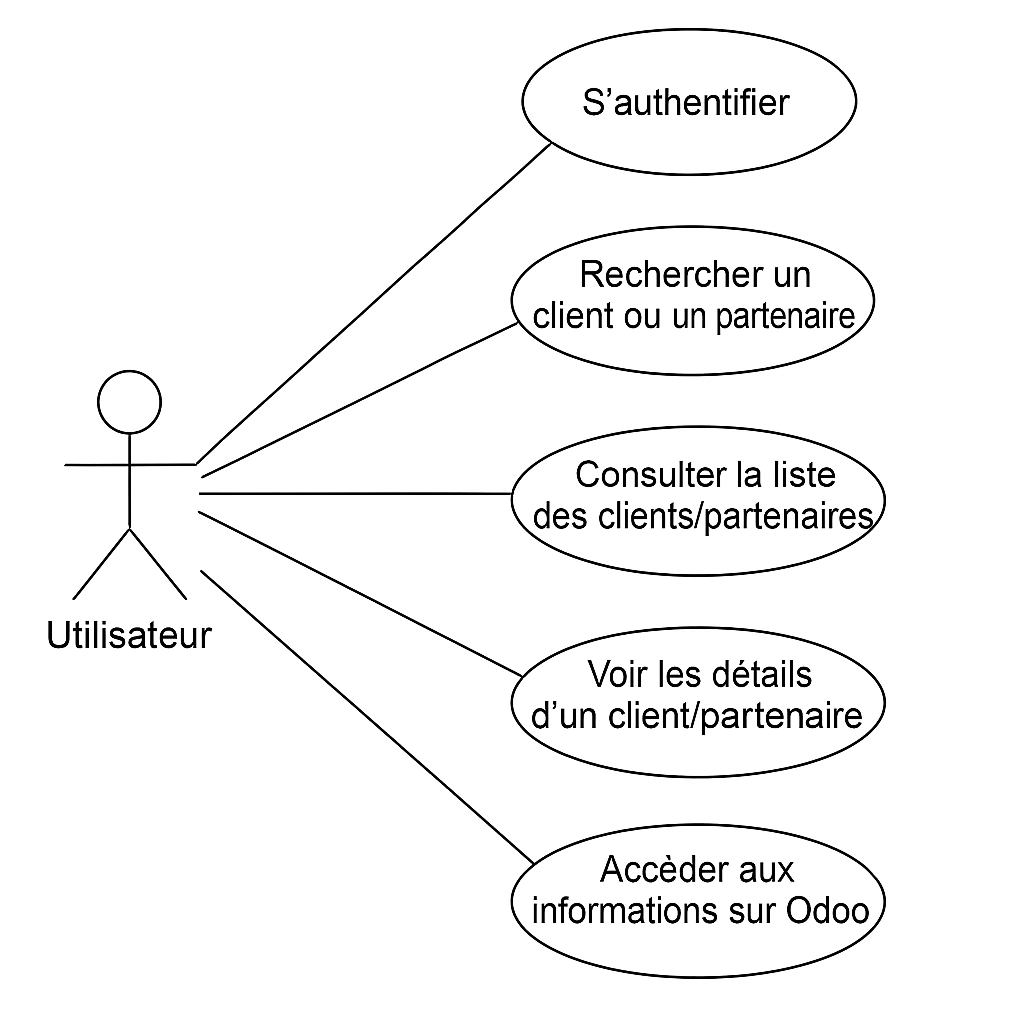 S’authentifier
Rechercher un
client ou un partenaire
Consulter la liste
des clients/partenaires
Utilisateur
Voir les détails
d’un client/partenaire
Accèder aux
informations sur Odoo